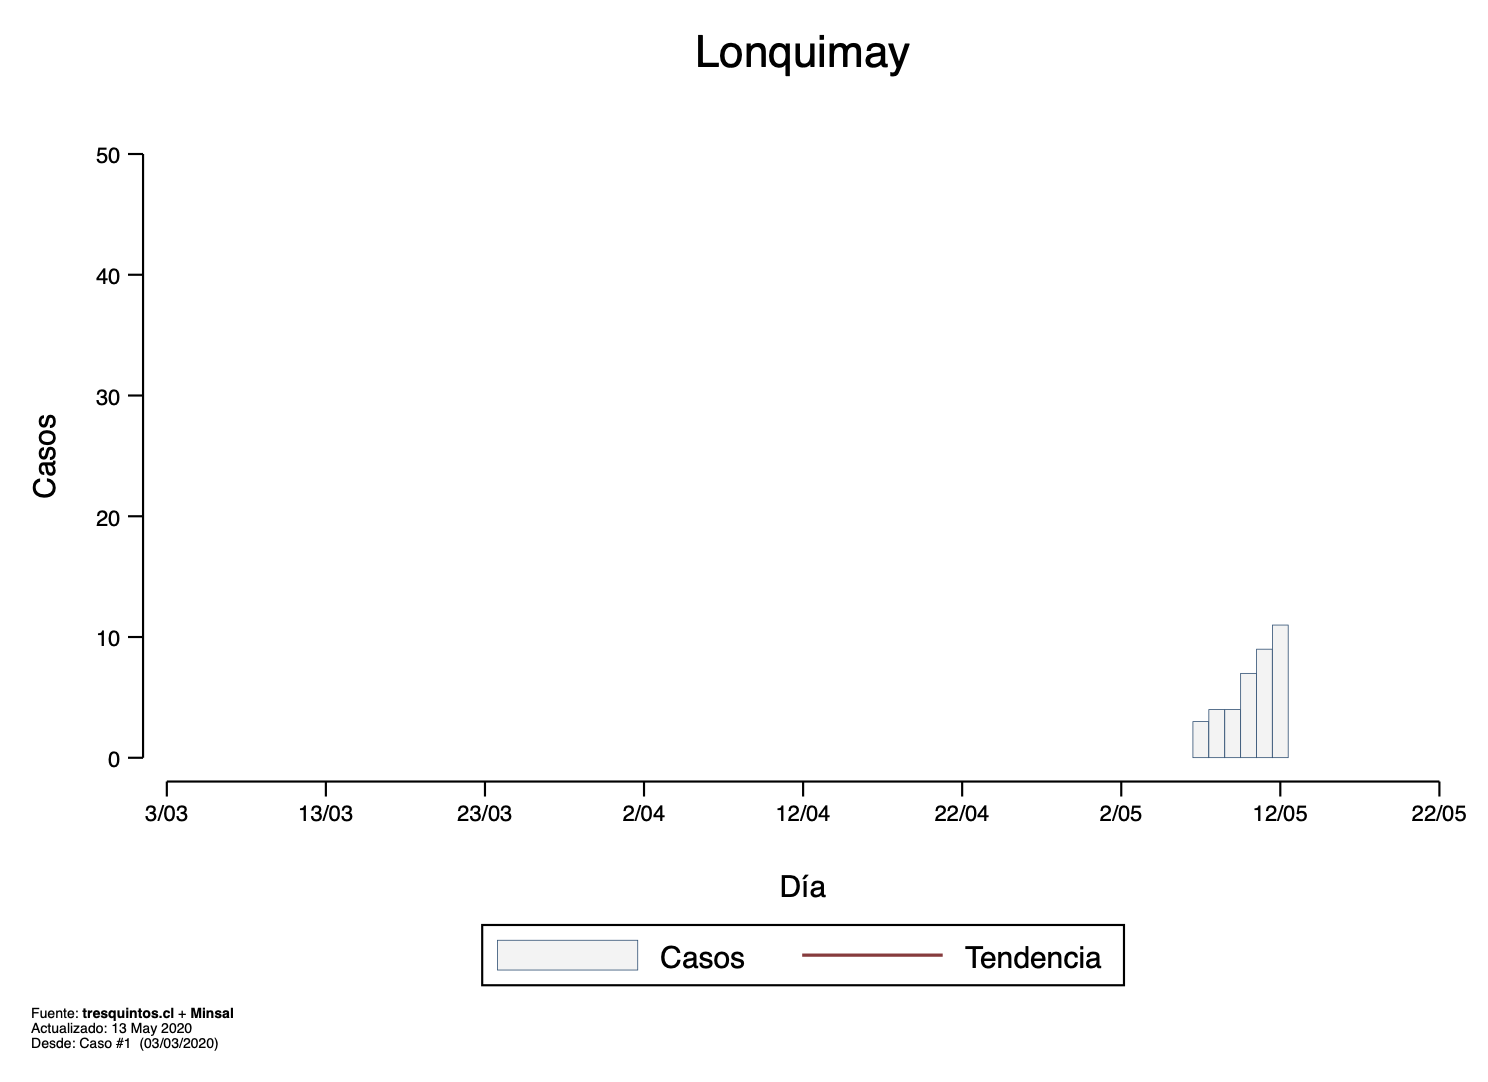 Lonquimay
50
40
30
20
10
0
Casos
3/03 13/03 23/03 2/04 12/04 22/04 2/05 12/05 22/05
Día
Casos Tendencia
Fuente: tresquintos.cl + Minsal
Actualizado: 13 May 2020
Desde: Caso #1 (03/03/2020)